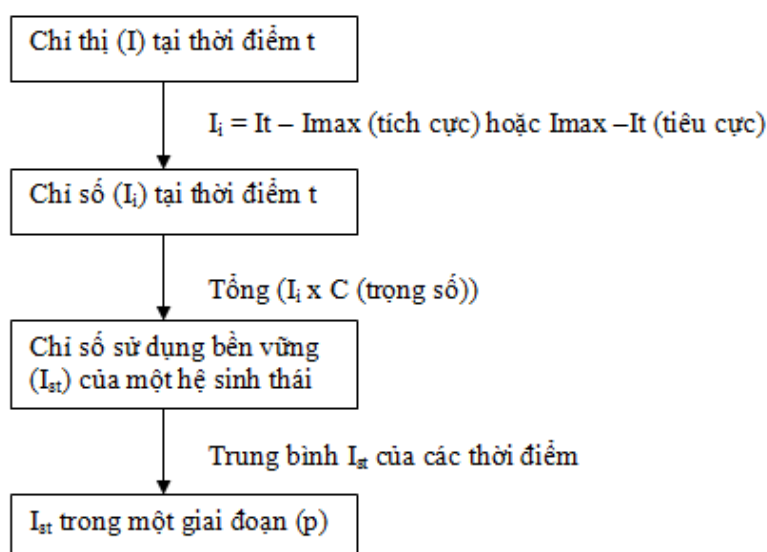 Chỉ thị (I) tại thời điểm t
Iᵢ = It – Imax (tích cực) hoặc Imax –It (tiêu cực)
Chỉ số (Iᵢ) tại thời điểm t
Tổng (Iᵢ x C (trọng số))
Chỉ số sử dụng bền vững
(Iₛₜ) của một hệ sinh thái
Trung bình Iₛₜ của các thời điểm
Iₛₜ trong một giai đoạn (p)